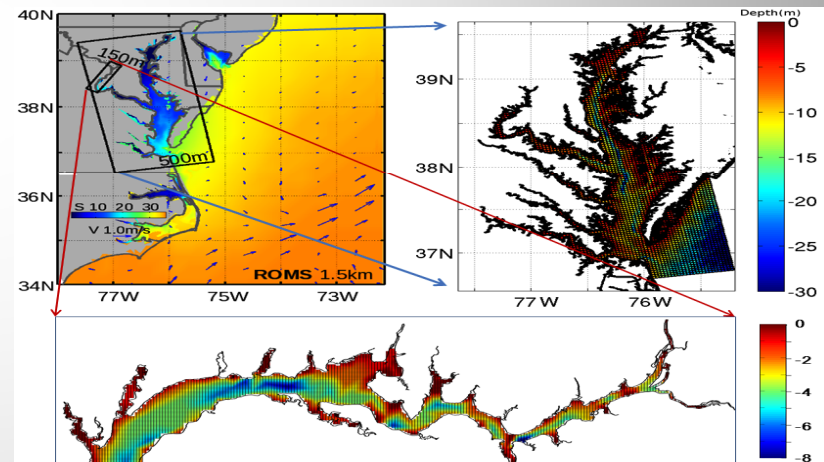 Depth(m)
40N
150m
38N
500m
36N
S 10 20 30
V 1.0m/s
ROMS 1.5km
34N
77W 75W 73W
39N
38N
37N
77W 76W
0
-5
-10
-15
-20
-25
-30
0
-2
-4
-6
-8